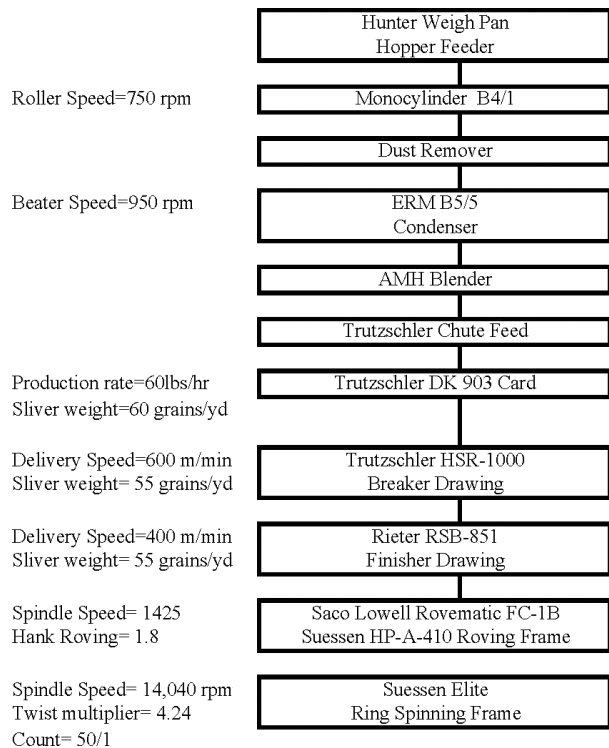 Hunter Weigh Pan
Hopper Feeder
Roller Speed=750 rpm
Monocylinder B4/1
Dust Remover
Beater Speed=950 rpm
ERM B5/5
Condenser
AMH Blender
Trutzschler Chute Feed
Production rate=60lbs/hr
Sliver weight=60 grains/yd
Trutzschler DK 903 Card
Delivery Speed=600 m/min
Sliver weight= 55 grains/yd
Trutzschler HSR-1000
Breaker Drawing
Delivery Speed=400 m/min
Sliver weight= 55 grains/yd
Rieter RSB-851
Finisher Drawing
Spindle Speed= 1425
Hank Roving= 1.8
Saco Lowell Rovematic FC-1B
Suessen HP-A-410 Roving Frame
Spindle Speed= 14,040 rpm
Twist multiplier= 4.24
Count= 50/1
Suessen Elite
Ring Spinning Frame